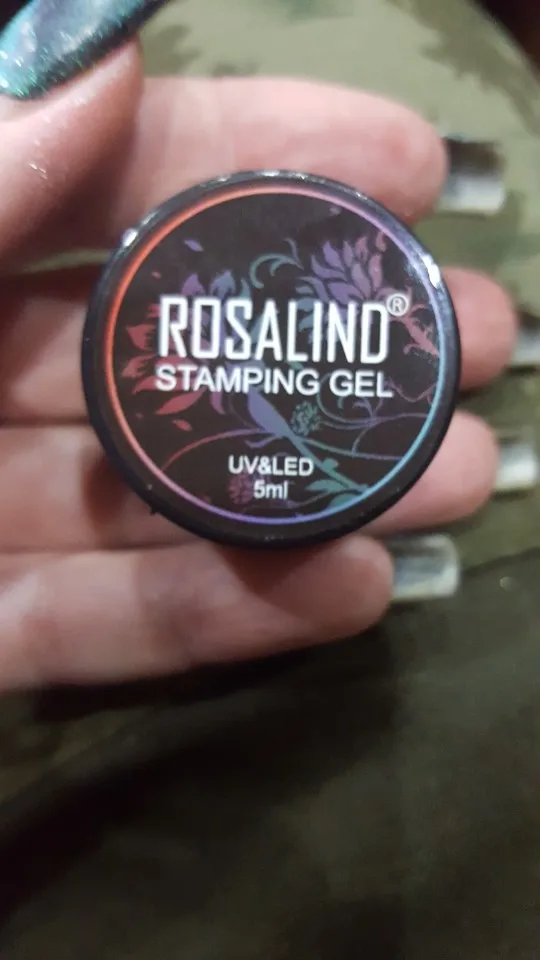 ROSALIND®
STAMPING GEL
UV&LED
5ml